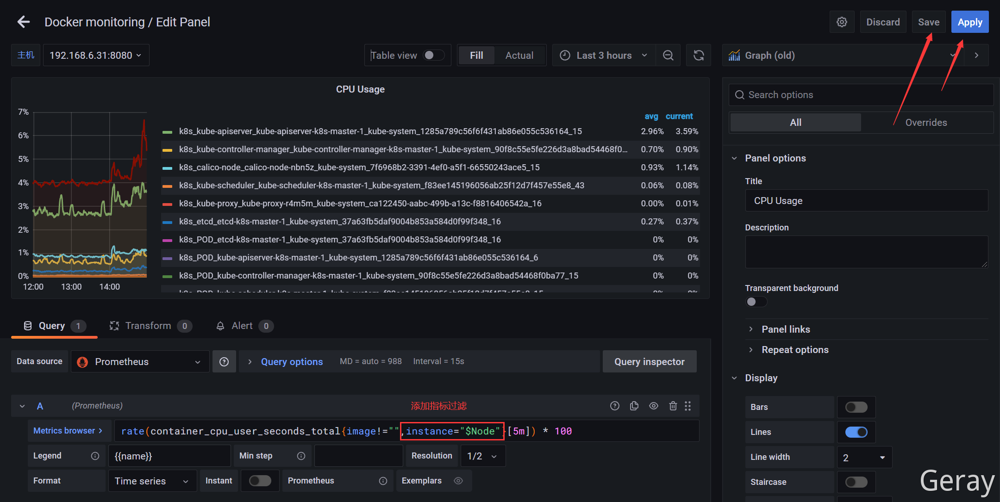 Docker monitoring / Edit Panel
Discard
Save
Apply
主机
192.168.6.31:8080
Table view
Fill
Actual
Last 3 hours
Graph (old)
CPU Usage
Search options
All
Overrides
7%
6%
5%
4%
3%
2%
1%
0%
12:00
13:00
14:00
avg current
k8s_kube-apiserver_kube-apiserver-k8s-master-1_kube-system_1285a789c56f6f431ab86e055c536164_15 2.96% 3.59%
k8s_kube-controller-manager_kube-controller-manager-k8s-master-1_kube-system_90f8c55e5fe226d3a8bad54468f0... 0.70% 0.90%
k8s_calico-node_calico-node-nbn5z_kube-system_7f6968b2-3391-4ef0-a5f1-66550243ace5_15 0.93% 1.14%
k8s_kube-scheduler_kube-scheduler-k8s-master-1_kube-system_f83ee145196056ab25f12d7f457e55e8_43 0.06% 0.08%
k8s_kube-proxy_kube-proxy-r4m5m_kube-system_ca122450-aabc-499b-a13c-f8816406542a_16 0.00% 0.01%
k8s_etcd_etcd-k8s-master-1_kube-system_37a63fb5daf9004b853a584d0f99f348_16 0.27% 0.37%
k8s_POD_etcd-k8s-master-1_kube-system_37a63fb5daf9004b853a584d0f99f348_16 0% 0%
k8s_POD_kube-apiserver-k8s-master-1_kube-system_1285a789c56f6f431ab86e055c536164_6 0% 0%
k8s_POD_kube-controller-manager-k8s-master-1_kube-system_90f8c55e5fe226d3a8bad54468f0ba77_15 0% 0%
Panel options
Title
CPU Usage
Description
Transparent background
Panel links
Repeat options
Display
Bars
Lines
Line width
2
Staircase
Query 1
Transform 0
Alert 0
Data source
Prometheus
Query options
MD = auto = 988
Interval = 15s
Query inspector
A
(Prometheus)
添加指标过滤
Metrics browser
rate(container_cpu_user_seconds_total{image!="",instance="$Node"}[5m]) * 100
Legend
{{name}}
Min step
Resolution
1/2
Format
Time series
Instant
Prometheus
Exemplars
Geray